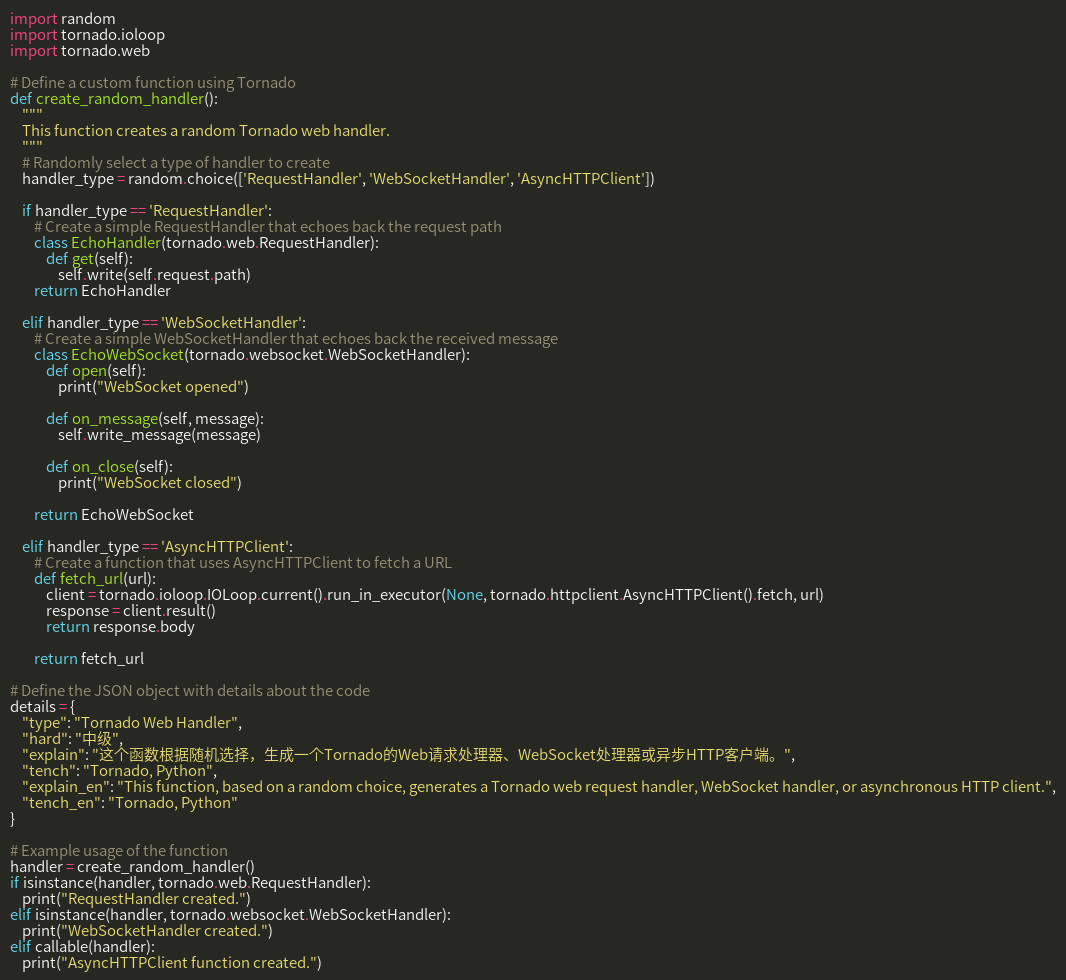 import random
import tornado.ioloop
import tornado.web

# Define a custom function using Tornado
def create_random_handler():
    """
    This function creates a random Tornado web handler.
    """
    # Randomly select a type of handler to create
    handler_type = random.choice(['RequestHandler', 'WebSocketHandler', 'AsyncHTTPClient'])

    if handler_type == 'RequestHandler':
        # Create a simple RequestHandler that echoes back the request path
        class EchoHandler(tornado.web.RequestHandler):
            def get(self):
                self.write(self.request.path)
        return EchoHandler

    elif handler_type == 'WebSocketHandler':
        # Create a simple WebSocketHandler that echoes back the received message
        class EchoWebSocket(tornado.websocket.WebSocketHandler):
            def open(self):
                print("WebSocket opened")

            def on_message(self, message):
                self.write_message(message)

            def on_close(self):
                print("WebSocket closed")

        return EchoWebSocket

    elif handler_type == 'AsyncHTTPClient':
        # Create a function that uses AsyncHTTPClient to fetch a URL
        def fetch_url(url):
            client = tornado.ioloop.IOLoop.current().run_in_executor(None, tornado.httpclient.AsyncHTTPClient().fetch, url)
            response = client.result()
            return response.body

        return fetch_url

# Define the JSON object with details about the code
details = {
    "type": "Tornado Web Handler",
    "hard": "中级",
    "explain": "这个函数根据随机选择，生成一个Tornado的Web请求处理器、WebSocket处理器或异步HTTP客户端。",
    "tench": "Tornado, Python",
    "explain_en": "This function, based on a random choice, generates a Tornado web request handler, WebSocket handler, or asynchronous HTTP client.",
    "tench_en": "Tornado, Python"
}

# Example usage of the function
handler = create_random_handler()
if isinstance(handler, tornado.web.RequestHandler):
    print("RequestHandler created.")
elif isinstance(handler, tornado.websocket.WebSocketHandler):
    print("WebSocketHandler created.")
elif callable(handler):
    print("AsyncHTTPClient function created.")